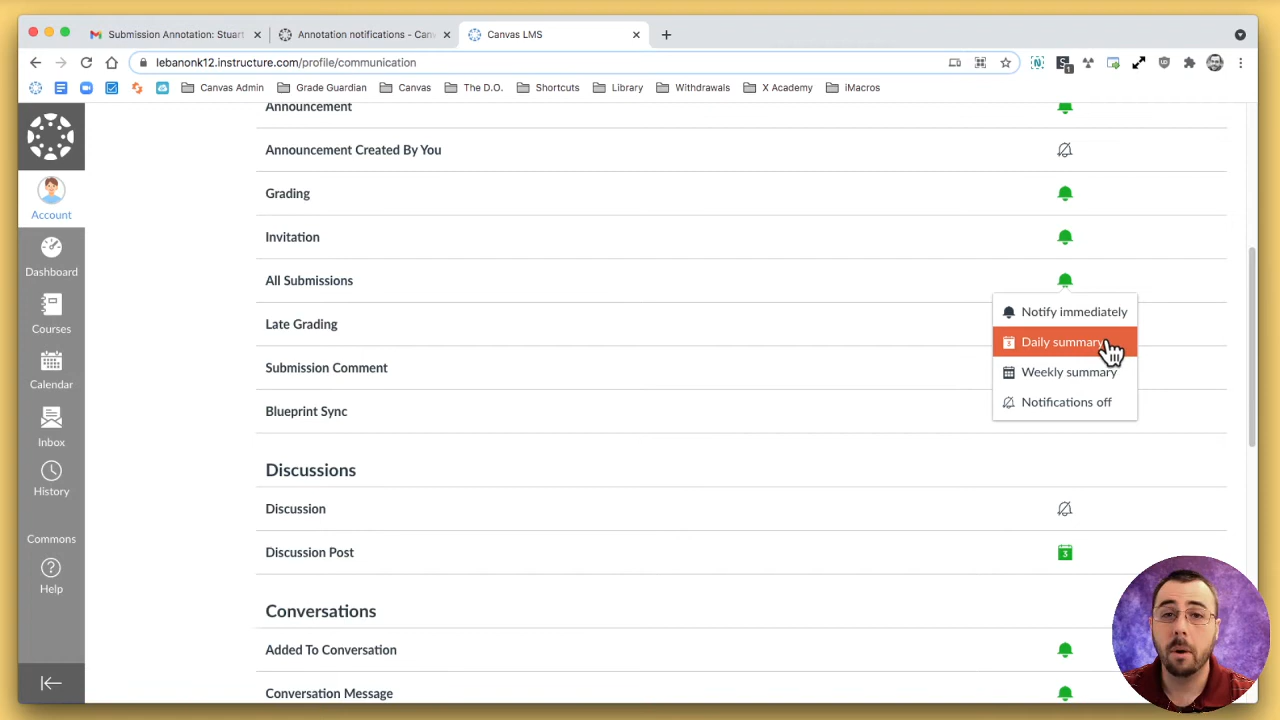 Submission Annotation: Stuart
Annotation notifications - Canv
Canvas LMS
lebanonk12.instructure.com/profile/communication
Canvas Admin
Grade Guardian
Canvas
The D.O.
Shortcuts
Library
Withdrawals
X Academy
iMacros
Account
Dashboard
Courses
Calendar
Inbox
History
Commons
Help
Announcement
Announcement Created By You
Grading
Invitation
All Submissions
Notify immediately
Late Grading
Daily summary
Submission Comment
Weekly summary
Notifications off
Blueprint Sync
Discussions
Discussion
Discussion Post
3
Conversations
Added To Conversation
Conversation Message